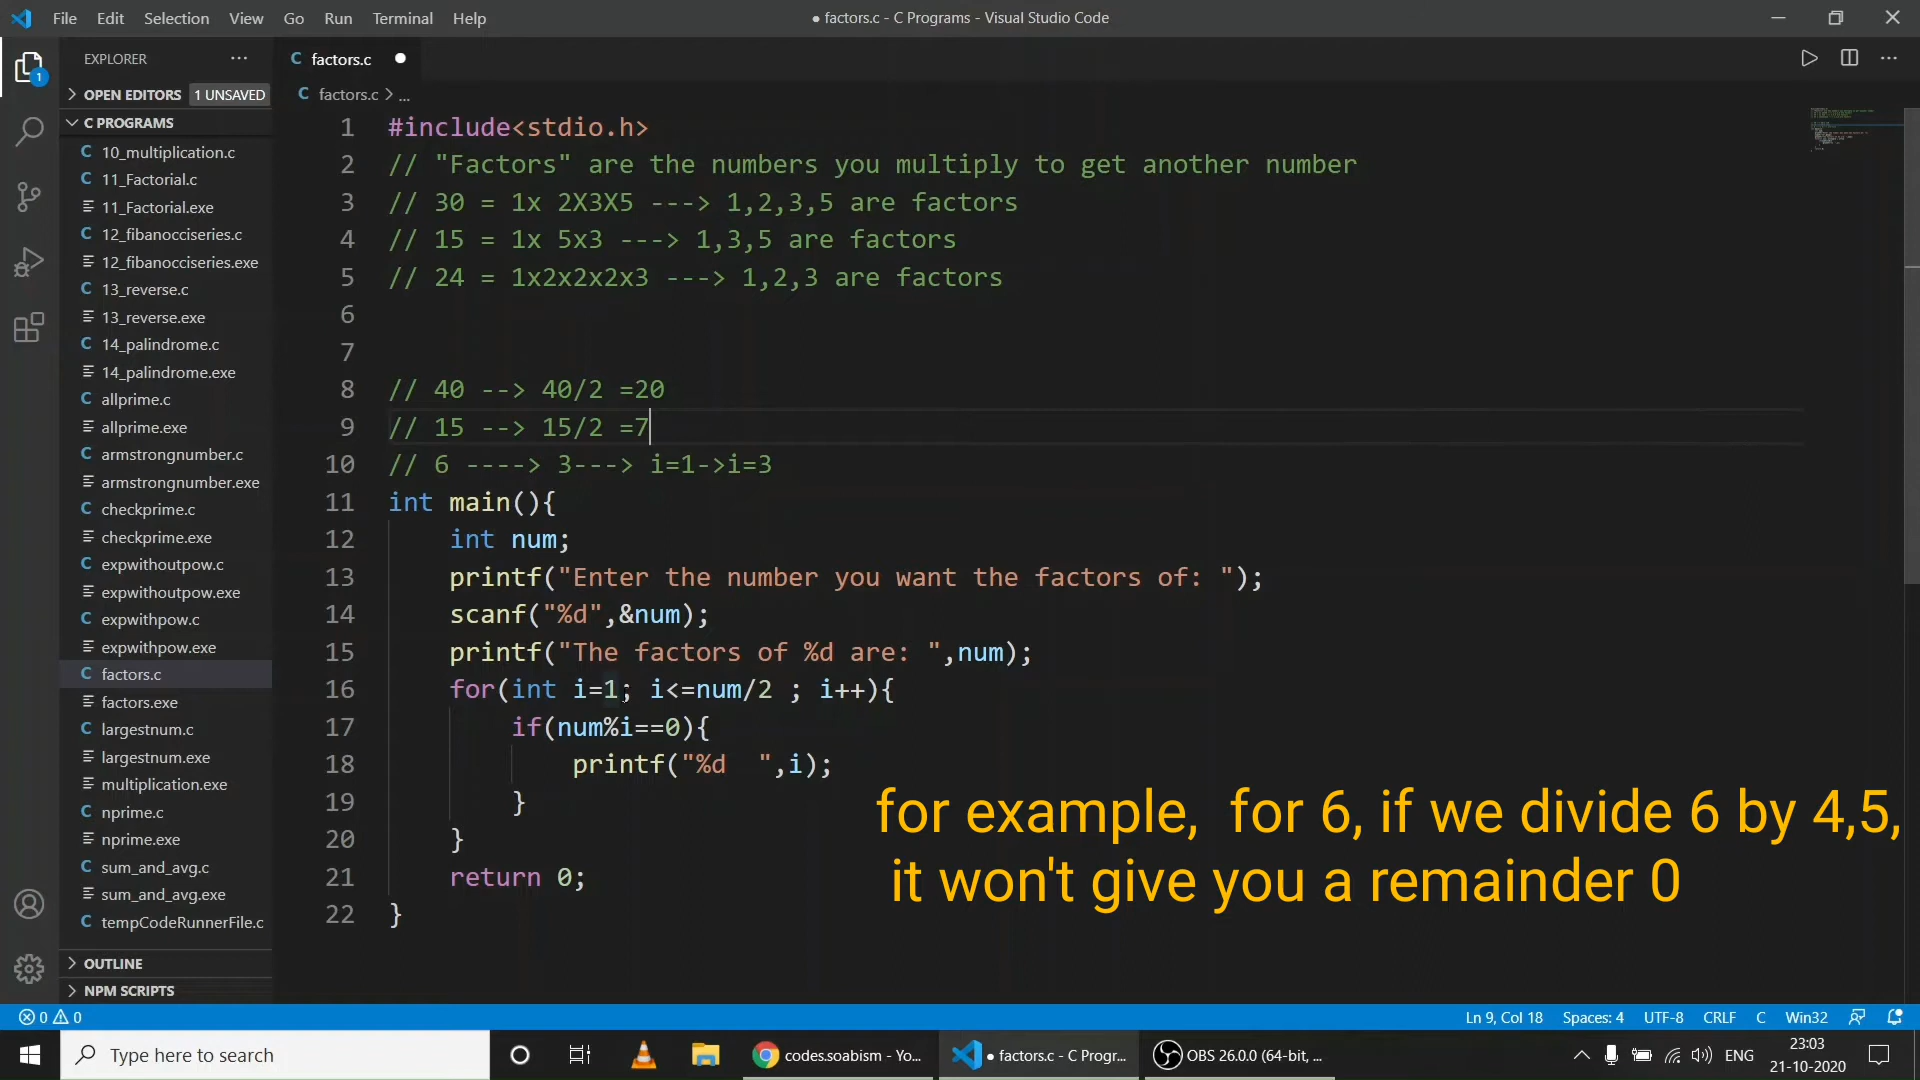 File Edit Selection View Go Run Terminal Help
● factors.c - C Programs - Visual Studio Code
EXPLORER
OPEN EDITORS 1 UNSAVED
C PROGRAMS
C 10_multiplication.c
C 11_Factorial.c
11_Factorial.exe
C 12_fibanocciseries.c
12_fibanocciseries.exe
C 13_reverse.c
13_reverse.exe
C 14_palindrome.c
14_palindrome.exe
C allprime.c
allprime.exe
C armstrongnumber.c
armstrongnumber.exe
C checkprime.c
checkprime.exe
C expwithoutpow.c
expwithoutpow.exe
C expwithpow.c
expwithpow.exe
C factors.c
factors.exe
C largestnum.c
largestnum.exe
multiplication.exe
C nprime.c
nprime.exe
C sum_and_avg.c
sum_and_avg.exe
C tempCodeRunnerFile.c
OUTLINE
NPM SCRIPTS
1
C factors.c ●
C factors.c > ...
1 #include<stdio.h>
2 // "Factors" are the numbers you multiply to get another number
3 // 30 = 1x 2X3X5 ---> 1,2,3,5 are factors
4 // 15 = 1x 5x3 ---> 1,3,5 are factors
5 // 24 = 1x2x2x2x3 ---> 1,2,3 are factors
6
7
8 // 40 --> 40/2 =20
9 // 15 --> 15/2 =7
10 // 6 ----> 3---> i=1->i=3
11 int main(){
12 int num;
13 printf("Enter the number you want the factors of: ");
14 scanf("%d",&num);
15 printf("The factors of %d are: ",num);
16 for(int i=1; i<=num/2 ; i++){
17 if(num%i==0){
18 printf("%d  ",i);
19 }
20 }
21 return 0;
22 }
for example, for 6, if we divide 6 by 4,5,
it won't give you a remainder 0
0 0
Ln 9, Col 18 Spaces: 4 UTF-8 CRLF C Win32
Type here to search
codes.soabism - Yo...
● factors.c - C Progr...
OBS 26.0.0 (64-bit, ...
ENG
23:03
21-10-2020